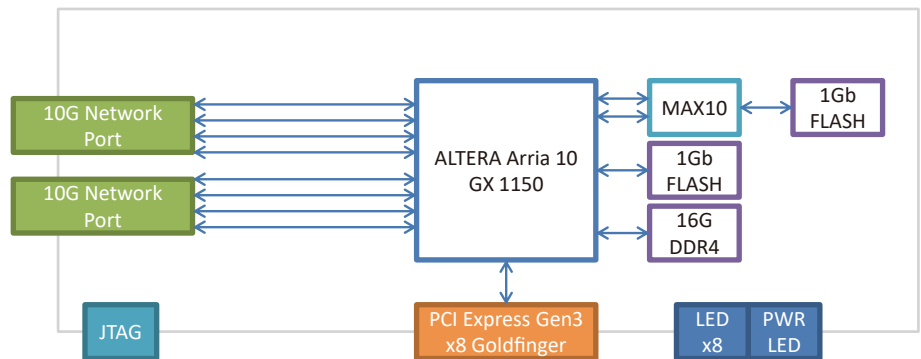 10G Network
Port
10G Network
Port
ALTERA Arria 10
GX 1150
MAX10
1Gb
FLASH
1Gb
FLASH
16G
DDR4
JTAG
PCI Express Gen3
x8 Goldfinger
LED
x8
PWR
LED